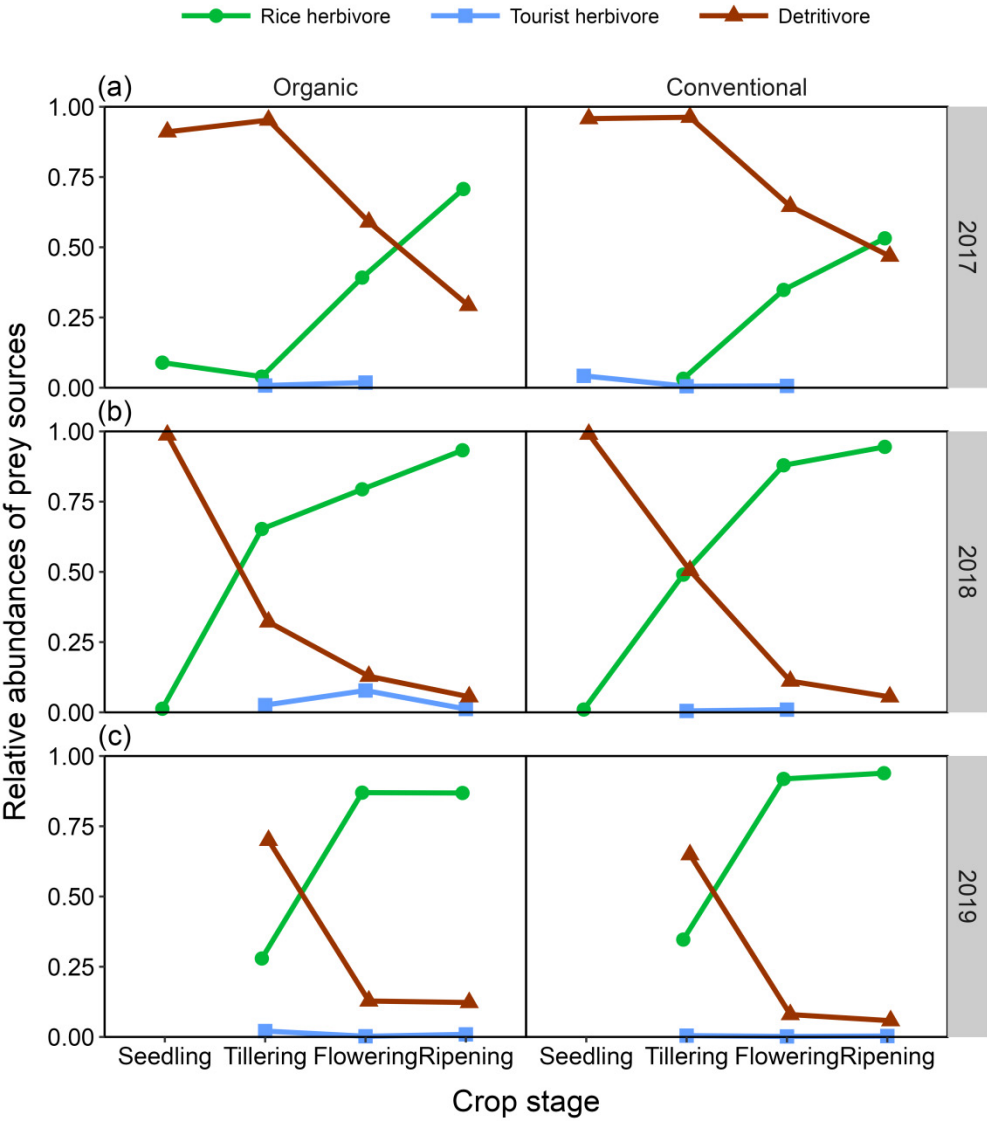 Rice herbivore Tourist herbivore Detritivore
(a)
Organic Conventional
1.00
0.75
0.50
0.25
0.00
2017
(b)
1.00
0.75
0.50
0.25
0.00
2018
(c)
1.00
0.75
0.50
0.25
0.00
2019
Relative abundances of prey sources
Seedling Tillering Flowering Ripening Seedling Tillering Flowering Ripening
Crop stage